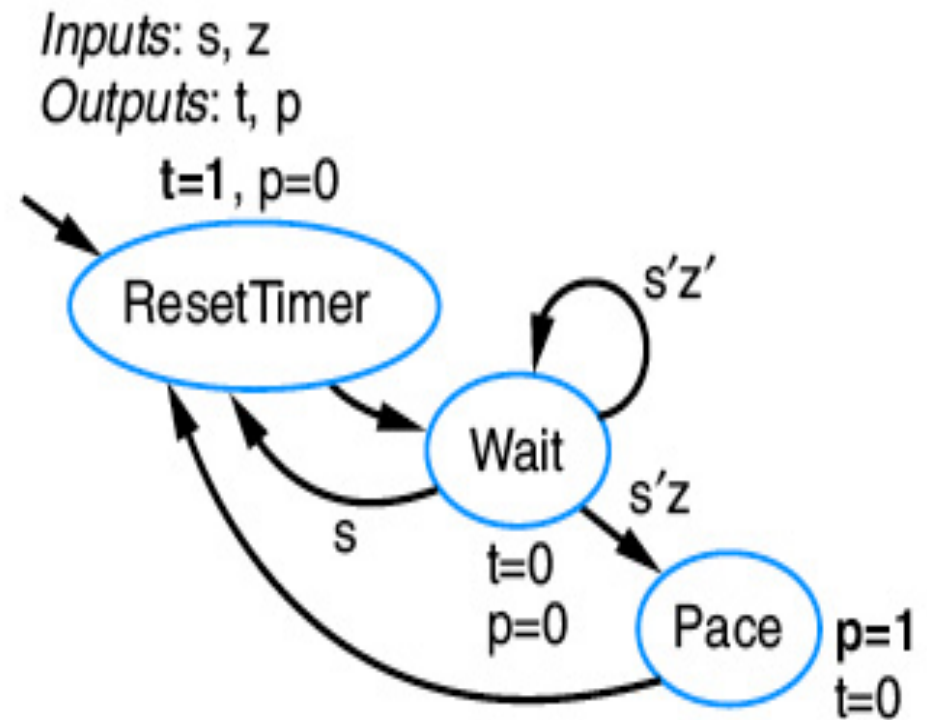 Inputs: s, z
Outputs: t, p
t=1, p=0
ResetTimer
s′z′
Wait
s′z
s
t=0
p=0
Pace
p=1
t=0